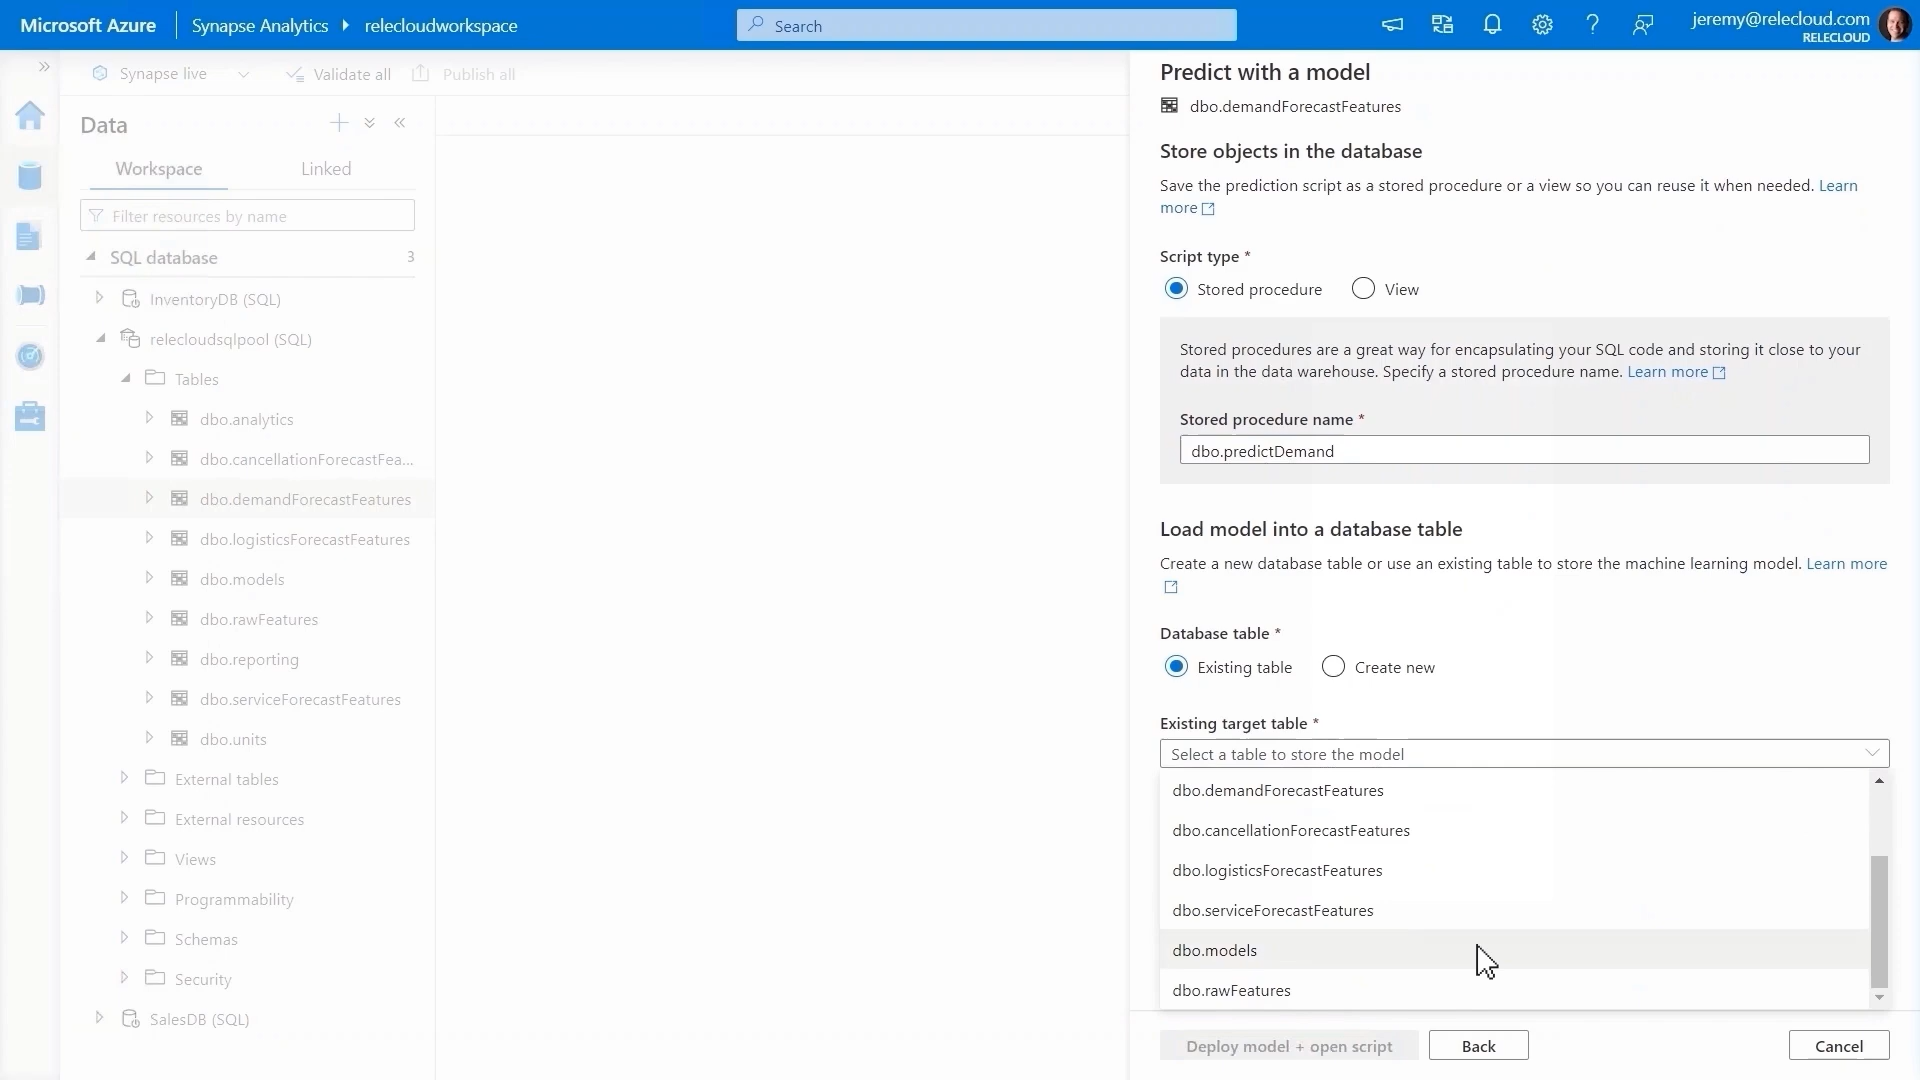 Microsoft Azure
Synapse Analytics
relecloudworkspace
Search
jeremy@relecloud.com
RELECLOUD
Synapse live
Validate all
Publish all
Data
Workspace
Linked
Filter resources by name
SQL database
3
InventoryDB (SQL)
relecloudsqlpool (SQL)
Tables
dbo.analytics
dbo.cancellationForecastFea...
dbo.demandForecastFeatures
dbo.logisticsForecastFeatures
dbo.models
dbo.rawFeatures
dbo.reporting
dbo.serviceForecastFeatures
dbo.units
External tables
External resources
Views
Programmability
Schemas
Security
SalesDB (SQL)
Predict with a model
dbo.demandForecastFeatures
Store objects in the database
Save the prediction script as a stored procedure or a view so you can reuse it when needed. Learn
more
Script type *
Stored procedure
View
Stored procedures are a great way for encapsulating your SQL code and storing it close to your
data in the data warehouse. Specify a stored procedure name. Learn more
Stored procedure name *
dbo.predictDemand
Load model into a database table
Create a new database table or use an existing table to store the machine learning model. Learn more
Database table *
Existing table
Create new
Existing target table *
Select a table to store the model
dbo.demandForecastFeatures
dbo.cancellationForecastFeatures
dbo.logisticsForecastFeatures
dbo.serviceForecastFeatures
dbo.models
dbo.rawFeatures
Deploy model + open script
Back
Cancel